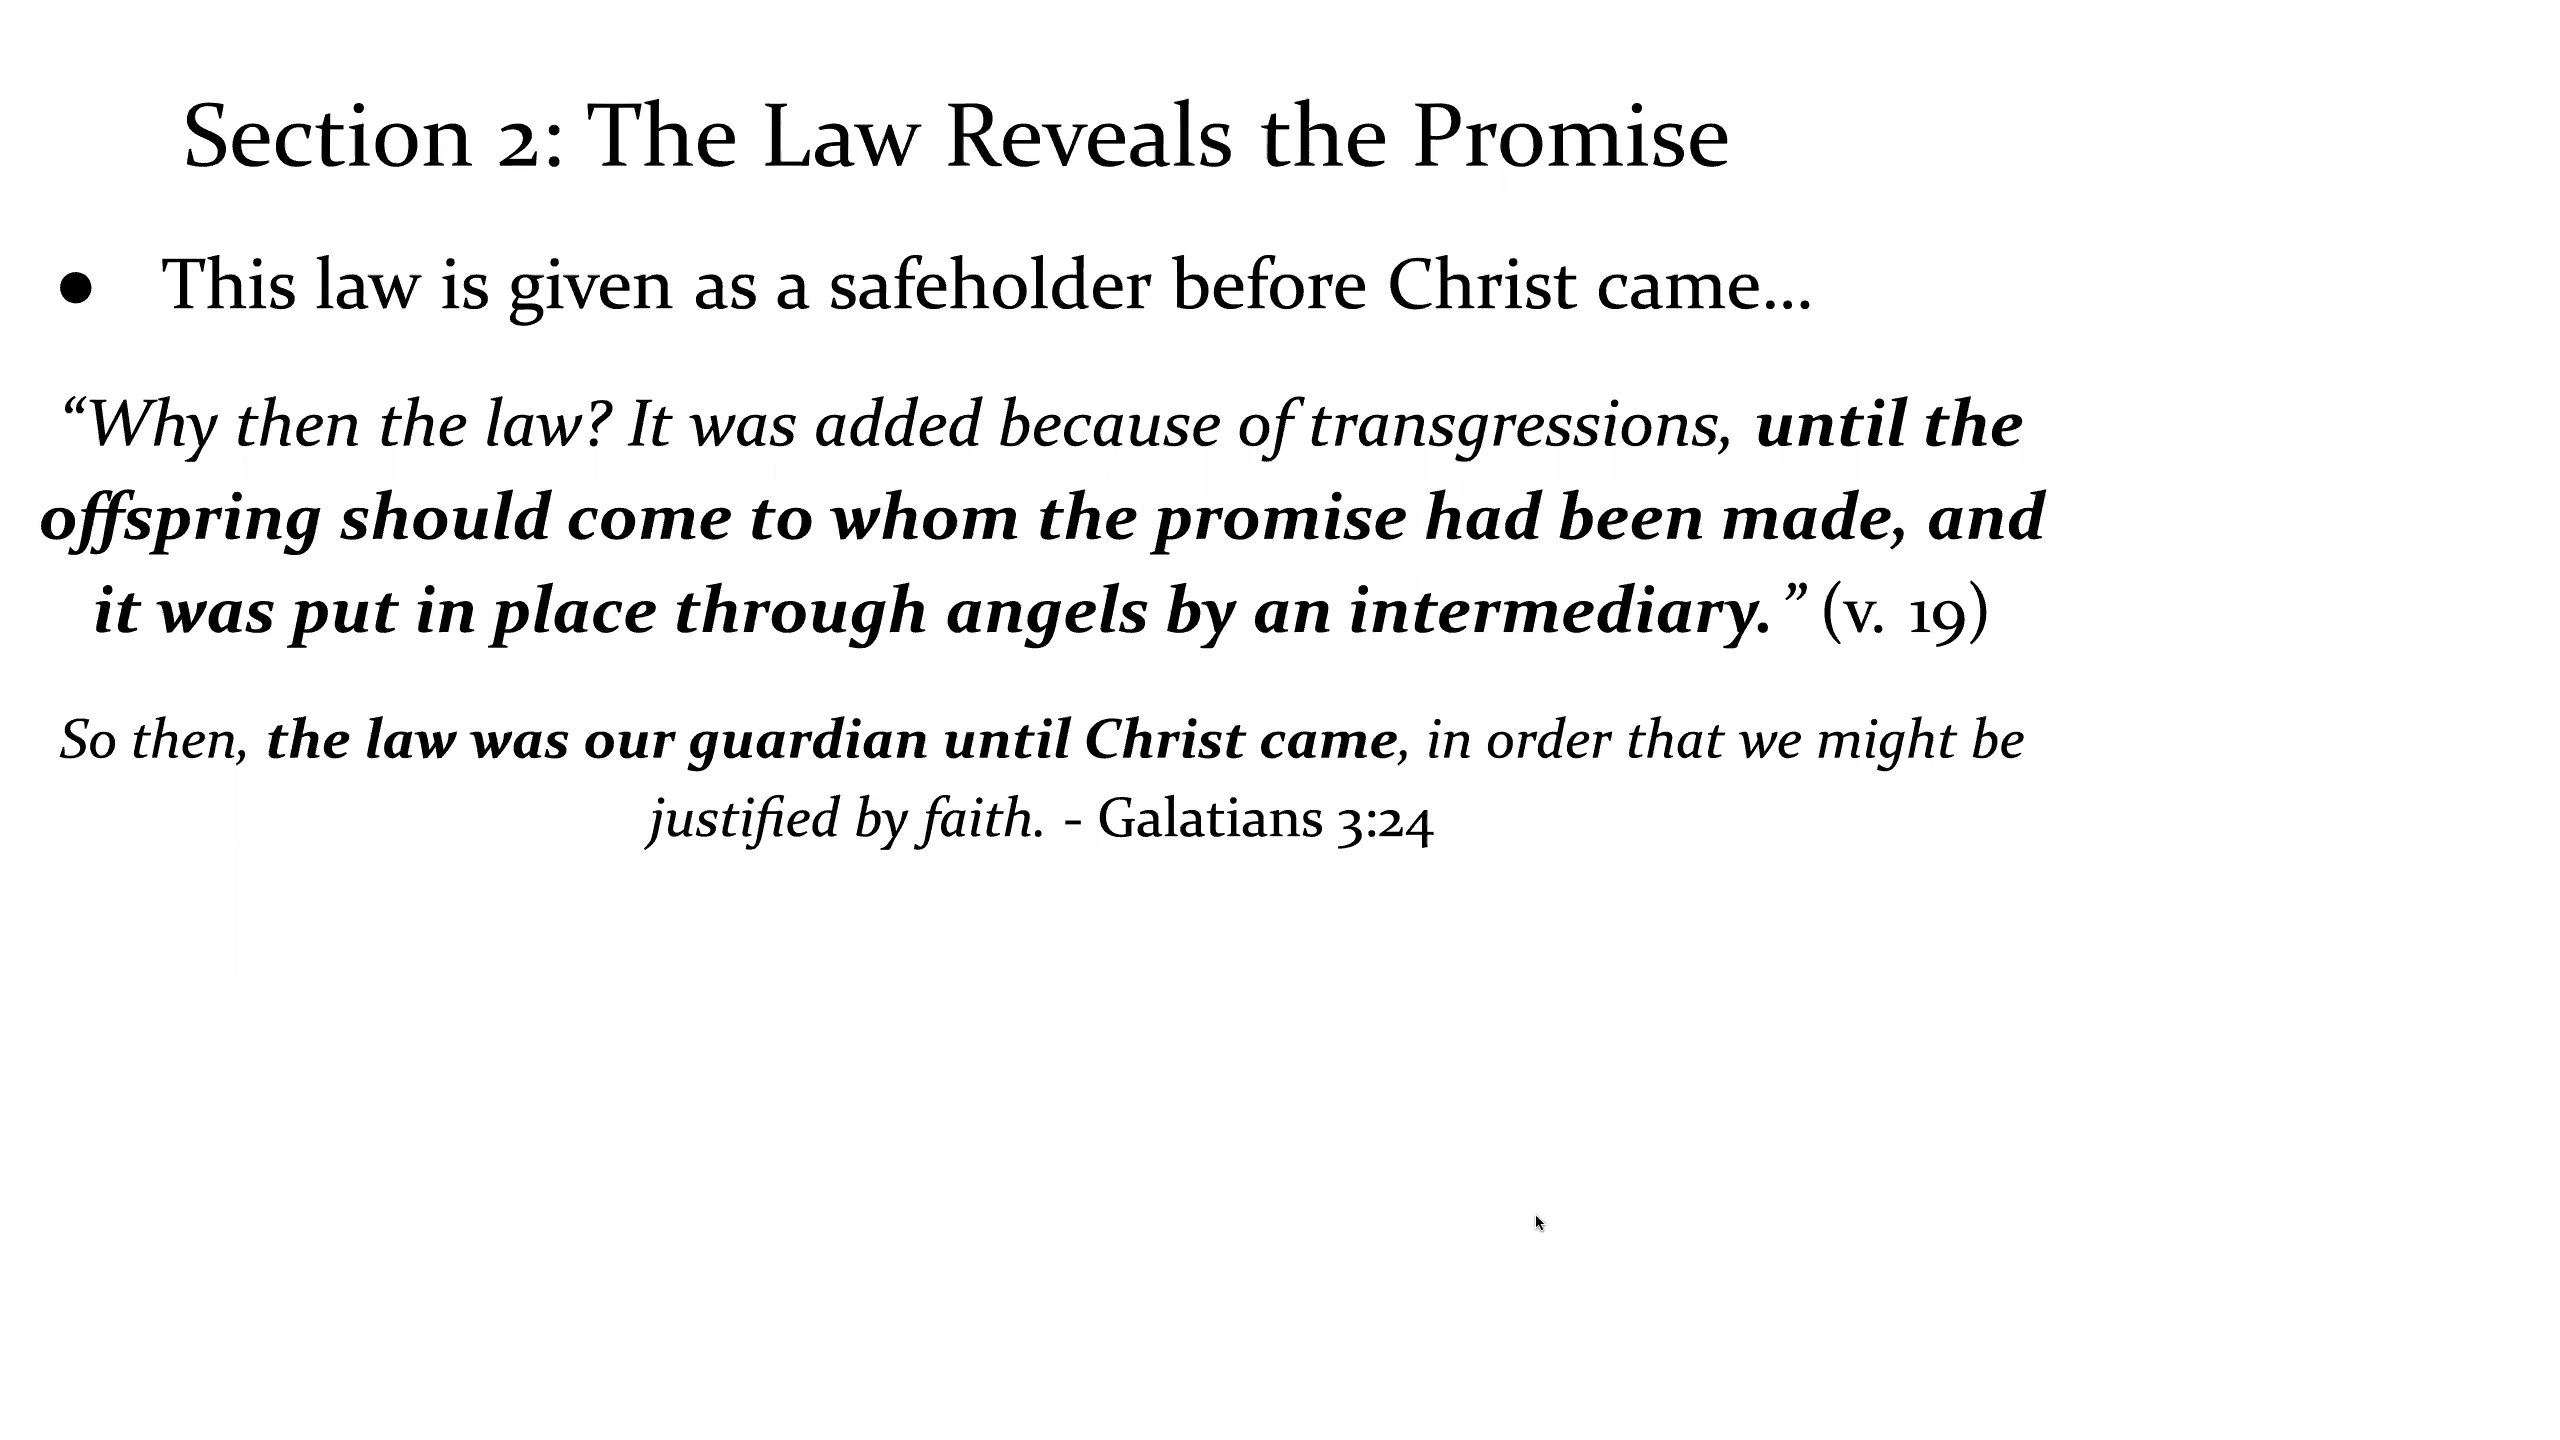 Section 2: The Law Reveals the Promise
● This law is given as a safeholder before Christ came...
“Why then the law? It was added because of transgressions, until the
offspring should come to whom the promise had been made, and
it was put in place through angels by an intermediary.” (v. 19)
So then, the law was our guardian until Christ came, in order that we might be
justified by faith. - Galatians 3:24